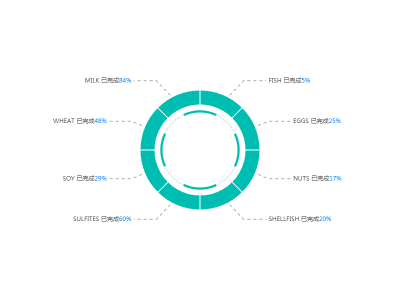 MILK 已完成84%
FISH 已完成5%
WHEAT 已完成48%
EGGS 已完成25%
SOY 已完成29%
NUTS 已完成17%
SULFITES 已完成60%
SHELLFISH 已完成20%